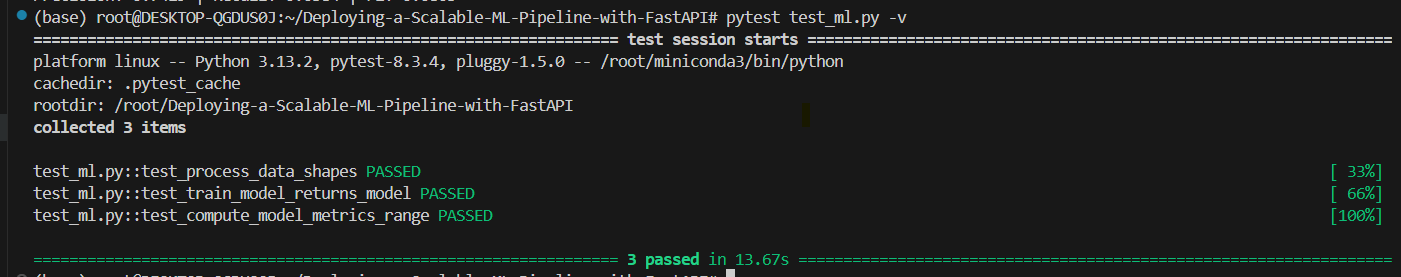 (base) root@DESKTOP-QGDUS0J:~/Deploying-a-Scalable-ML-Pipeline-with-FastAPI# pytest test_ml.py -v
================================================================= test session starts =================================================================
platform linux -- Python 3.13.2, pytest-8.3.4, pluggy-1.5.0 -- /root/miniconda3/bin/python
cachedir: .pytest_cache
rootdir: /root/Deploying-a-Scalable-ML-Pipeline-with-FastAPI
collected 3 items
test_ml.py::test_process_data_shapes PASSED [ 33%]
test_ml.py::test_train_model_returns_model PASSED [ 66%]
test_ml.py::test_compute_model_metrics_range PASSED [100%]
================================================================= 3 passed in 13.67s =================================================================